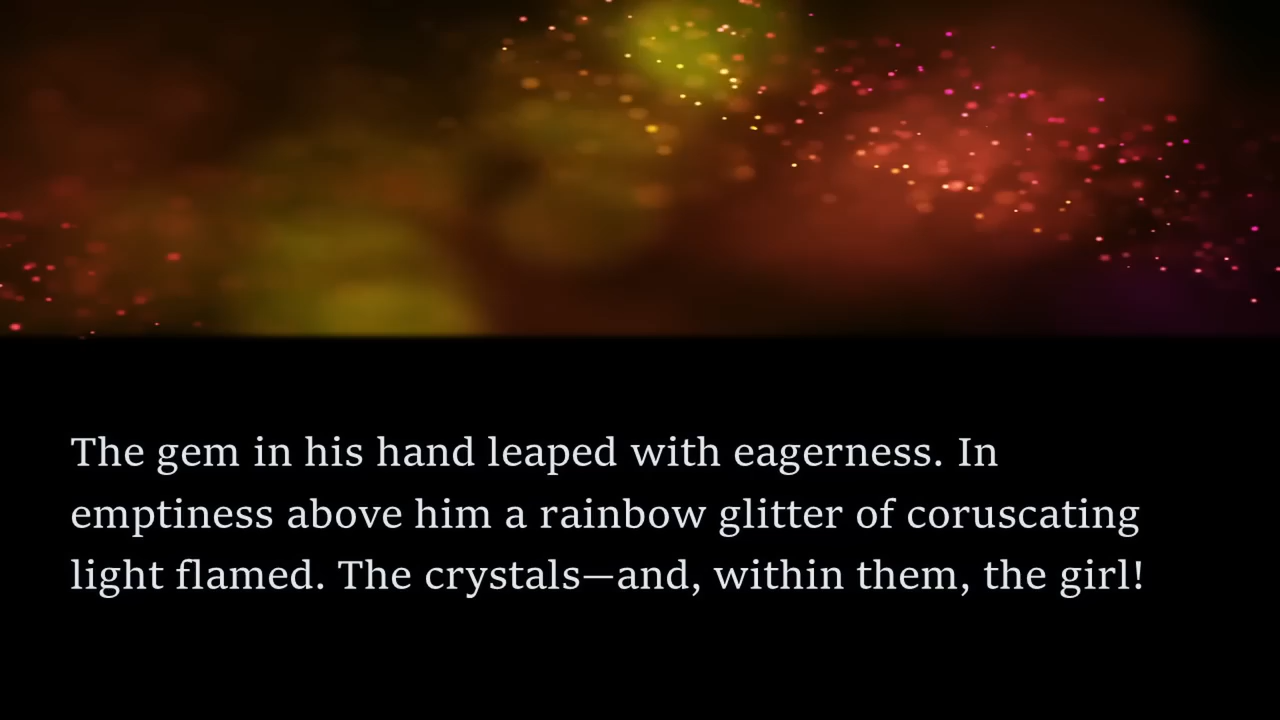 The gem in his hand leaped with eagerness. In
emptiness above him a rainbow glitter of coruscating
light flamed. The crystals—and, within them, the girl!